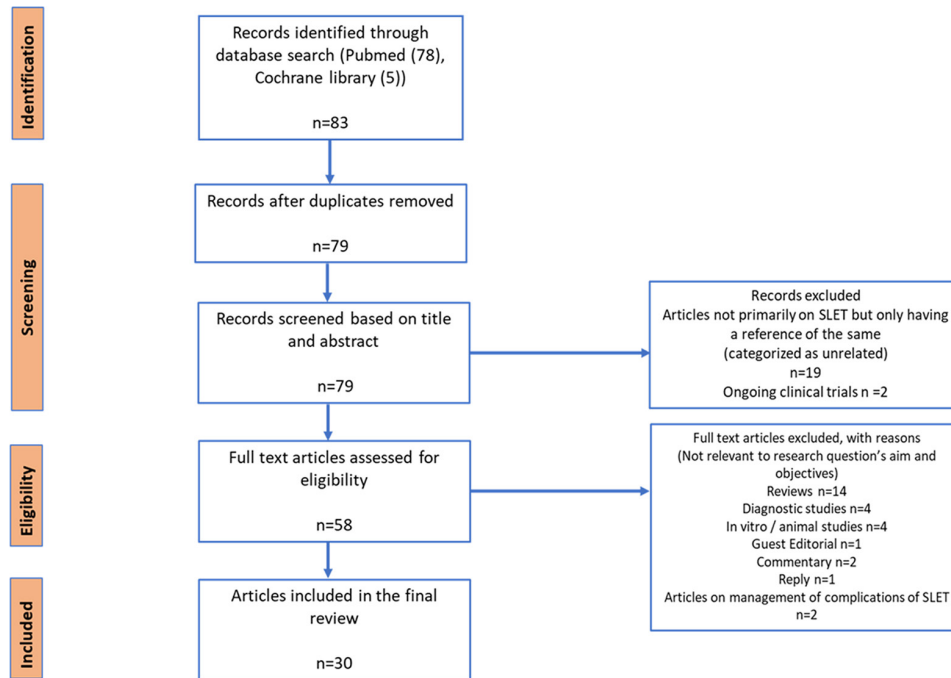 Identification
Records identified through
database search (Pubmed (78),
Cochrane library (5))
n=83
Screening
Records after duplicates removed
n=79
Records screened based on title
and abstract
n=79
Records excluded
Articles not primarily on SLET but only having
a reference of the same
(categorized as unrelated)
n=19
Ongoing clinical trials n =2
Eligibility
Full text articles assessed for
eligibility
n=58
Full text articles excluded, with reasons
(Not relevant to research question's aim and
objectives)
Reviews n=14
Diagnostic studies n=4
In vitro / animal studies n=4
Guest Editorial n=1
Commentary n=2
Reply n=1
Articles on management of complications of SLET
n=2
Included
Articles included in the final
review
n=30